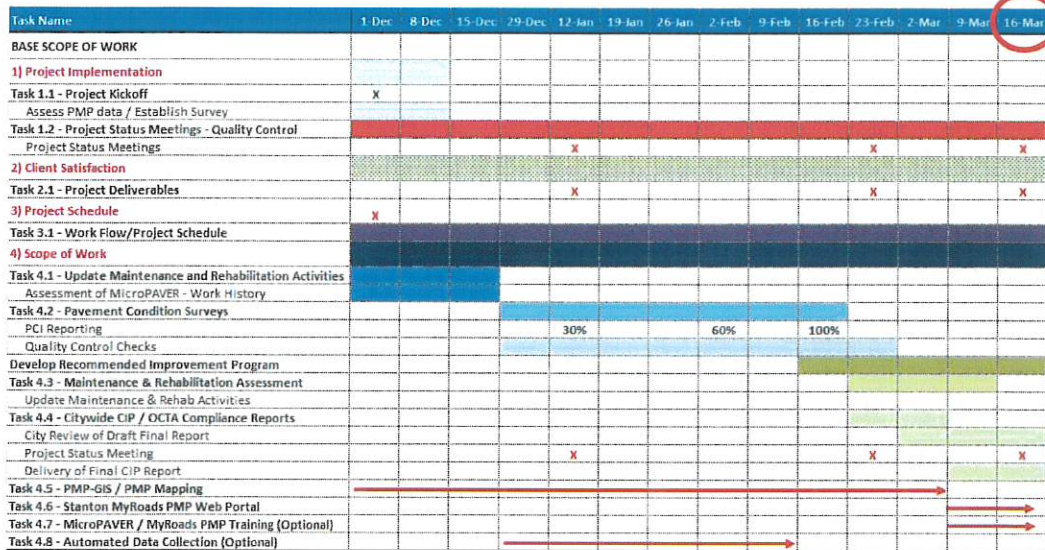 Task Name 1-Dec 8-Dec 15-Dec 29-Dec 12-Jan 19-Jan 26-Jan 2-Feb 9-Feb 16-Feb 23-Feb 2-Mar 9-Mar 16-Mar
BASE SCOPE OF WORK
1) Project Implementation
Task 1.1 - Project Kickoff X
Assess PMP data / Establish Survey
Task 1.2 - Project Status Meetings - Quality Control
Project Status Meetings X X X
2) Client Satisfaction
Task 2.1 - Project Deliverables X X X
3) Project Schedule X
Task 3.1 - Work Flow/Project Schedule
4) Scope of Work
Task 4.1 - Update Maintenance and Rehabilitation Activities
Assessment of MicroPAVER - Work History
Task 4.2 - Pavement Condition Surveys
PCI Reporting 30% 60% 100%
Quality Control Checks
Develop Recommended Improvement Program
Task 4.3 - Maintenance & Rehabilitation Assessment
Update Maintenance & Rehab Activities
Task 4.4 - Citywide CIP / OCTA Compliance Reports
City Review of Draft Final Report
Project Status Meeting X X X
Delivery of Final CIP Report
Task 4.5 - PMP-GIS / PMP Mapping
Task 4.6 - Stanton MyRoads PMP Web Portal
Task 4.7 - MicroPAVER / MyRoads PMP Training (Optional)
Task 4.8 - Automated Data Collection (Optional)